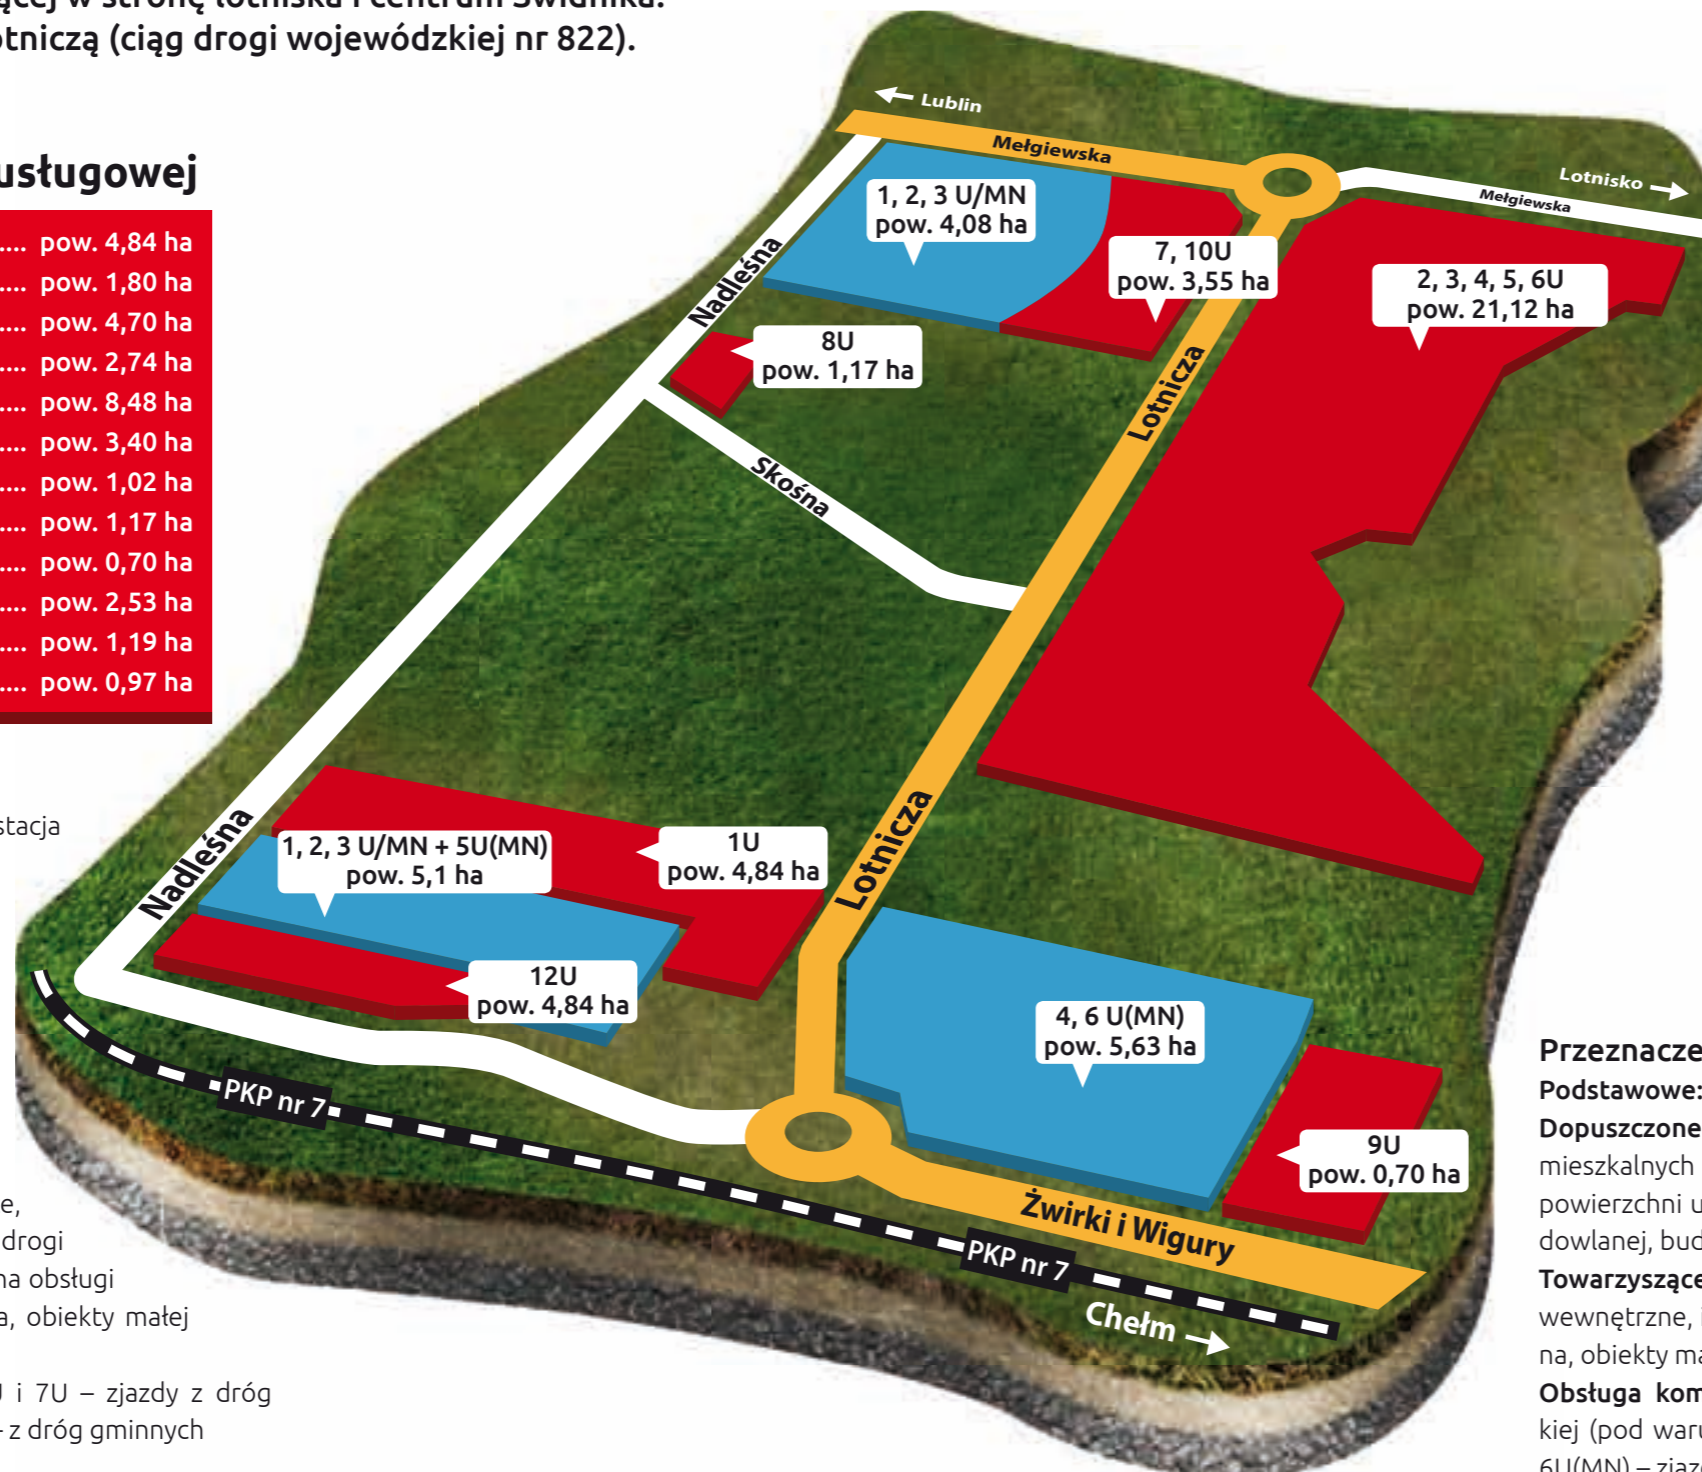 ącej w stronę lotniska i centrum Świdnika.
otniczą (ciąg drogi wojewódzkiej nr 822).
usługowej
.... pow. 4,84 ha
.... pow. 1,80 ha
.... pow. 4,70 ha
.... pow. 2,74 ha
.... pow. 8,48 ha
.... pow. 3,40 ha
.... pow. 1,02 ha
.... pow. 1,17 ha
.... pow. 0,70 ha
.... pow. 2,53 ha
.... pow. 1,19 ha
.... pow. 0,97 ha
stacja
e,
drogi
na obsługi
a, obiekty małej
J i 7U – zjazdy z dróg
- z dróg gminnych
Lublin
Mełgiewska
Lotnisko
Mełgiewska
1, 2, 3 U/MN
pow. 4,08 ha
7, 10U
pow. 3,55 ha
2, 3, 4, 5, 6U
pow. 21,12 ha
Nadleśna
8U
pow. 1,17 ha
Lotnicza
Skośna
Nadleśna
1, 2, 3 U/MN + 5U(MN)
pow. 5,1 ha
1U
pow. 4,84 ha
Lotnicza
12U
pow. 4,84 ha
4, 6 U(MN)
pow. 5,63 ha
9U
pow. 0,70 ha
PKP nr 7
Żwirki i Wigury
PKP nr 7
Chełm
Przeznacze
Podstawowe:
Dopuszczone
mieszkalnych
powierzchni u
dowlanej, bud
Towarzyszące
wewnętrzne, i
na, obiekty ma
Obsługa kom
kiej (pod waru
6U(MN) – zjazd